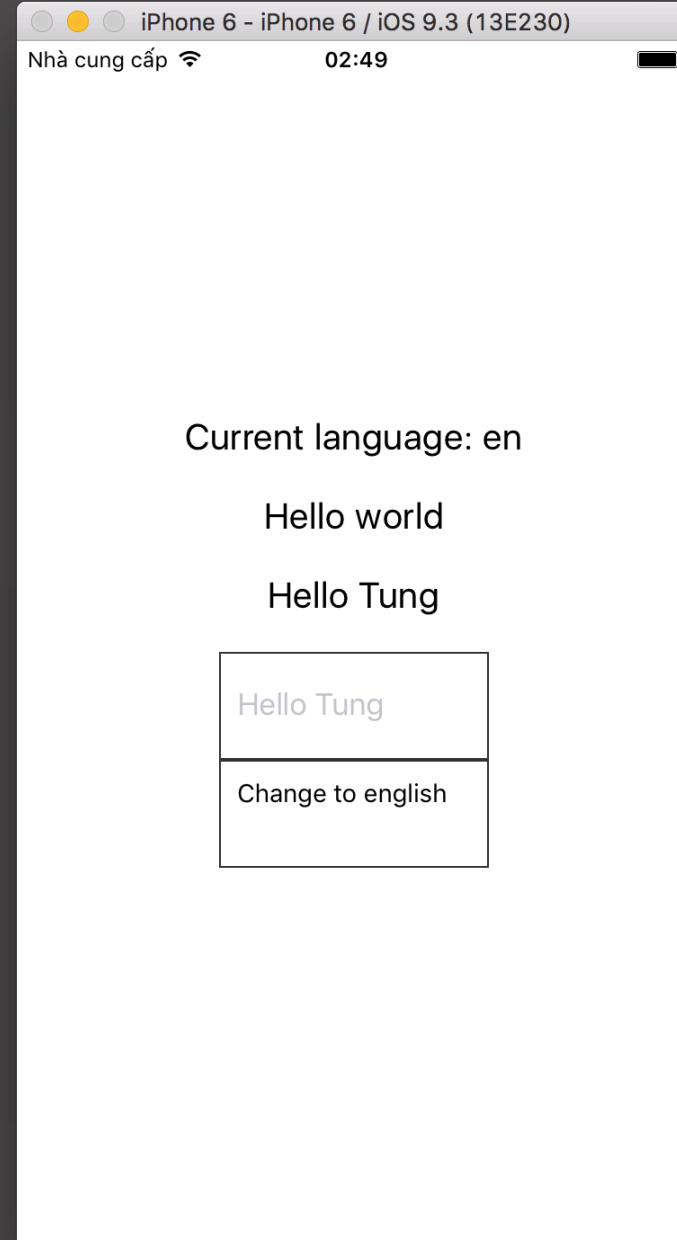 iPhone 6 - iPhone 6 / iOS 9.3 (13E230)
Nhà cung cấp 02:49
Current language: en
Hello world
Hello Tung
Hello Tung
Change to english